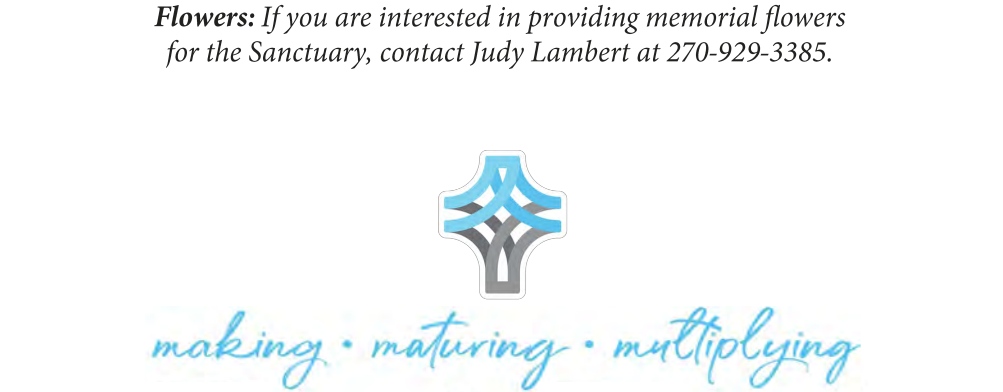 Flowers: If you are interested in providing memorial flowers
for the Sanctuary, contact Judy Lambert at 270-929-3385.
making • maturing • multiplying